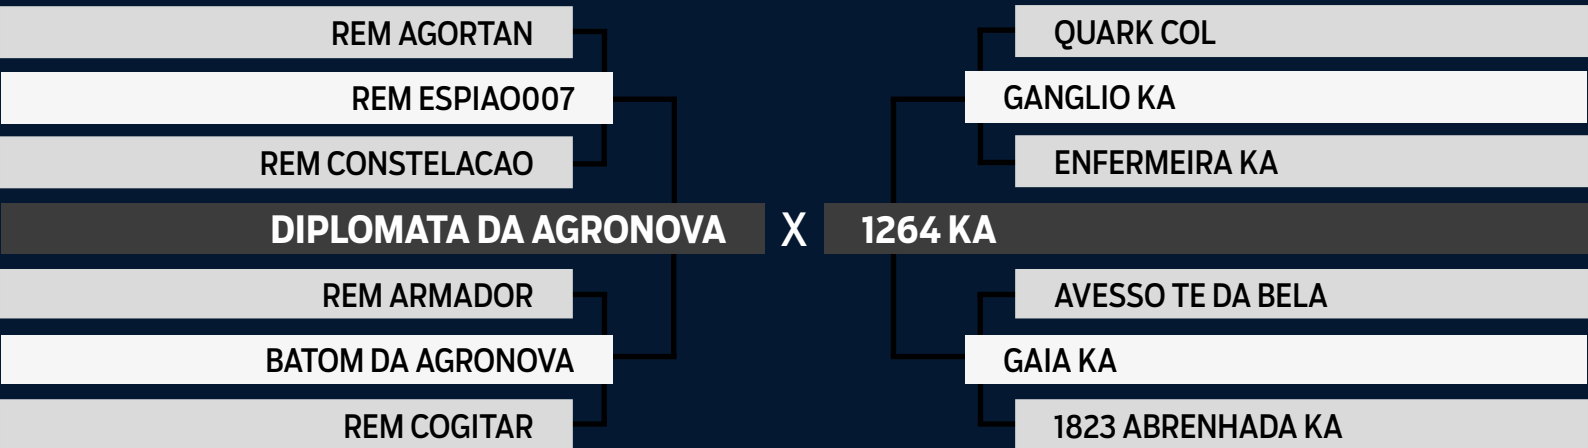 REM AGORTAN
REM ESPIAO007
REM CONSTELACAO
DIPLOMATA DA AGRONOVA X 1264 KA
REM ARMADOR
BATOM DA AGRONOVA
REM COGITAR
QUARK COL
GANGLIO KA
ENFERMEIRA KA
AVESSO TE DA BELA
GAIA KA
1823 ABRENHADA KA